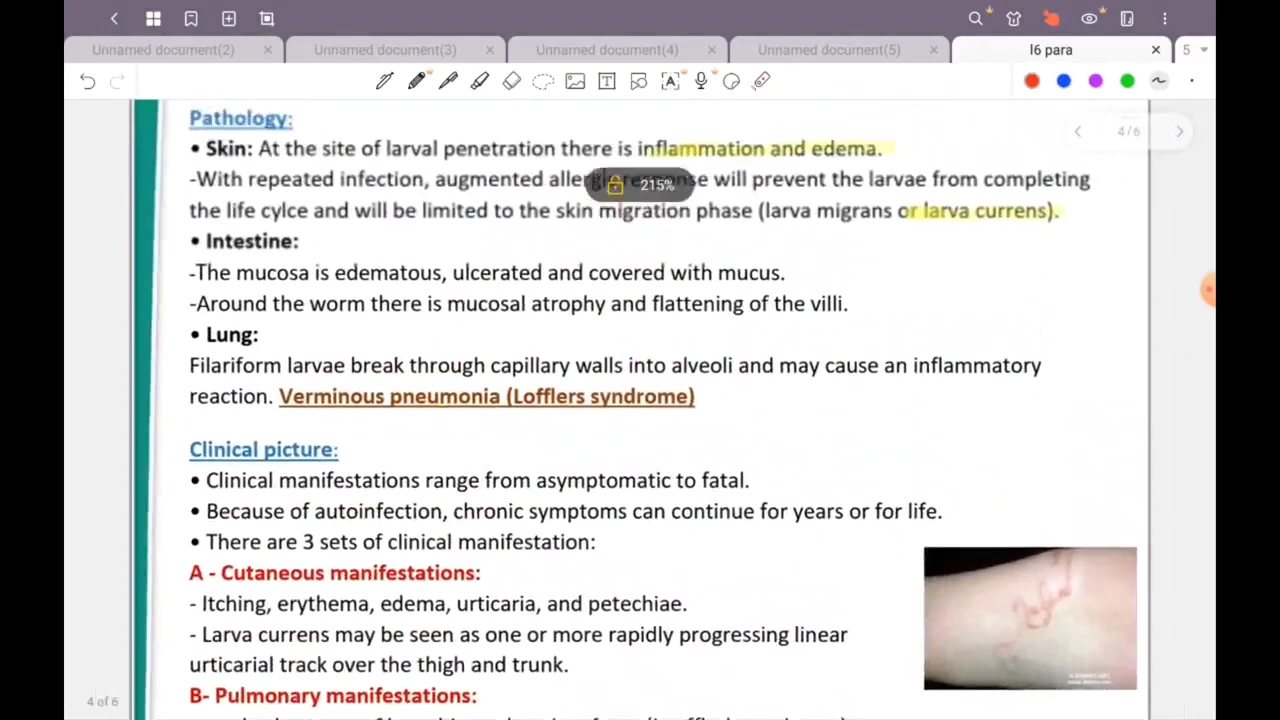 Unnamed document(2)
Unnamed document(3)
Unnamed document(4)
Unnamed document(5)
l6 para
5
4/6
215%
Pathology:
• Skin: At the site of larval penetration there is inflammation and edema.
-With repeated infection, augmented allergic response will prevent the larvae from completing
the life cylce and will be limited to the skin migration phase (larva migrans or larva currens).
• Intestine:
-The mucosa is edematous, ulcerated and covered with mucus.
-Around the worm there is mucosal atrophy and flattening of the villi.
• Lung:
Filariform larvae break through capillary walls into alveoli and may cause an inflammatory
reaction. Verminous pneumonia (Lofflers syndrome)
Clinical picture:
• Clinical manifestations range from asymptomatic to fatal.
• Because of autoinfection, chronic symptoms can continue for years or for life.
• There are 3 sets of clinical manifestation:
A - Cutaneous manifestations:
- Itching, erythema, edema, urticaria, and petechiae.
- Larva currens may be seen as one or more rapidly progressing linear
urticarial track over the thigh and trunk.
B- Pulmonary manifestations:
4 of 6